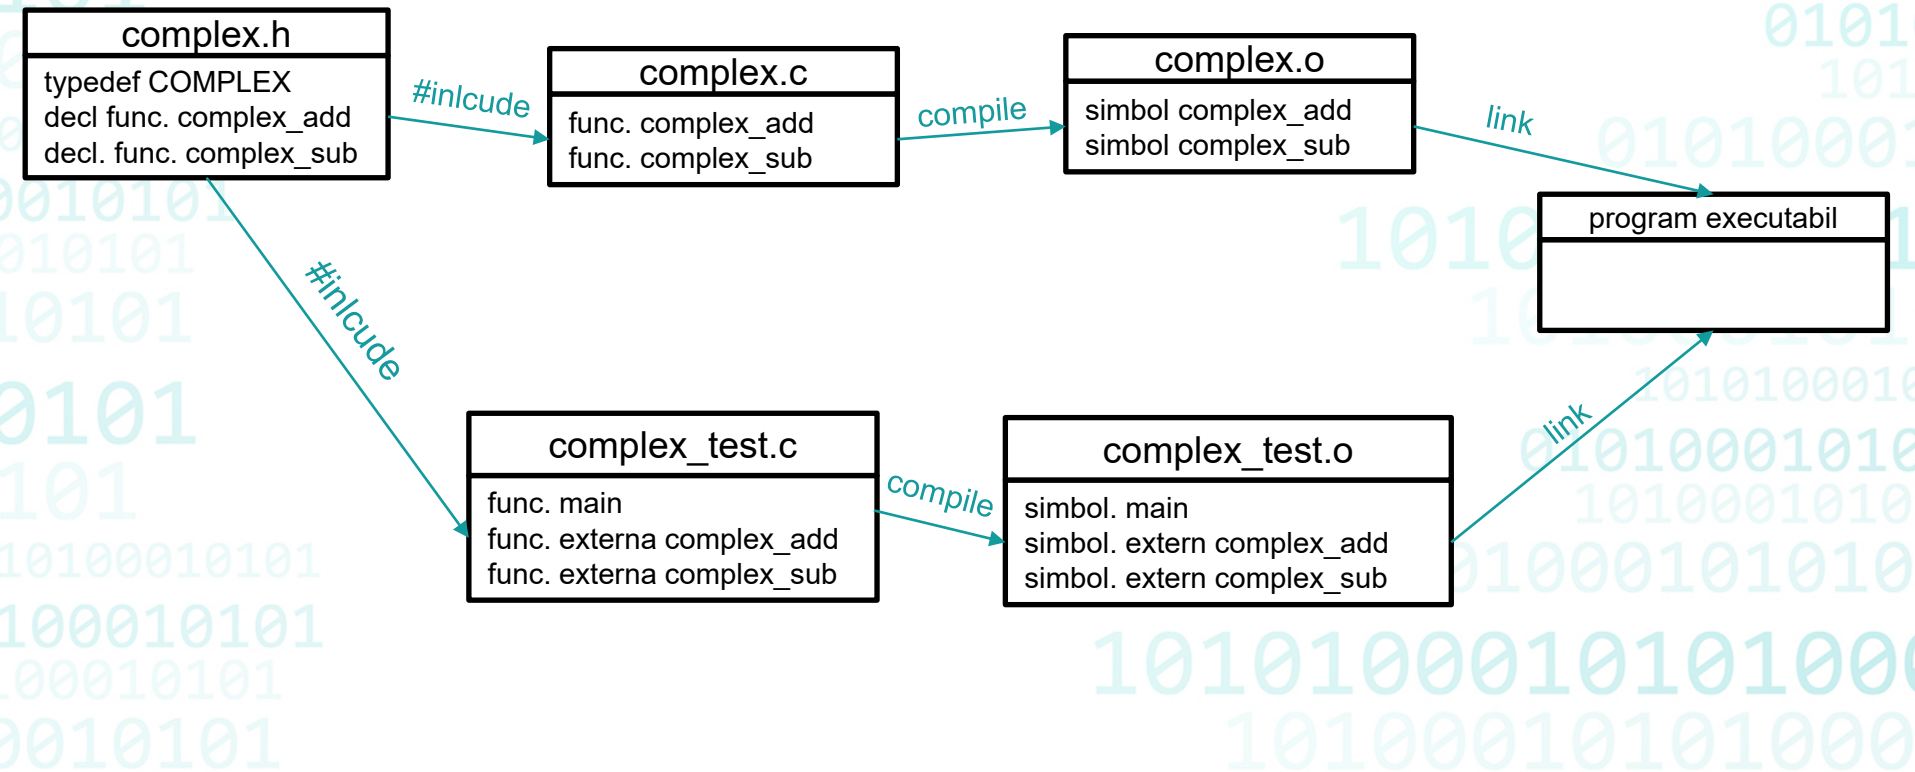 complex.h
typedef COMPLEX
decl func. complex_add
decl. func. complex_sub
#inlcude
complex.c
func. complex_add
func. complex_sub
compile
complex.o
simbol complex_add
simbol complex_sub
link
program executabil
#inlcude
complex_test.c
func. main
func. externa complex_add
func. externa complex_sub
compile
complex_test.o
simbol. main
simbol. extern complex_add
simbol. extern complex_sub
link